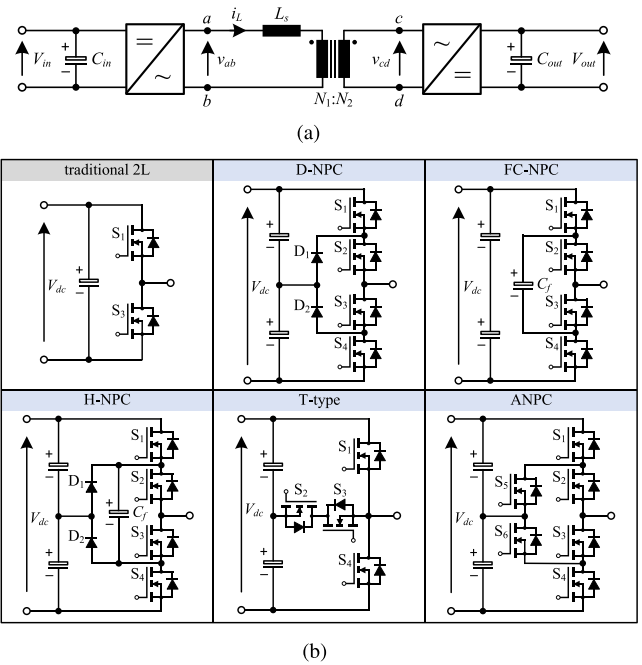 a i_L L_s c
+ = ~ +
V_in C_in v_ab v_cd C_out V_out
− ~ = −
b N_1:N_2 d
(a)
traditional 2L D-NPC FC-NPC
S_1
+
V_dc
−
S_3
+
−
V_dc
+
−
D_1
D_2
S_1
S_2
S_3
S_4
+
−
V_dc
+
−
+
−
C_f
S_1
S_2
S_3
S_4
H-NPC T-type ANPC
+
−
V_dc
+
−
D_1
D_2
+
−
C_f
S_1
S_2
S_3
S_4
+
−
V_dc
+
−
S_1
S_2 S_3
S_4
+
−
V_dc
+
−
S_5
S_6
S_1
S_2
S_3
S_4
(b)